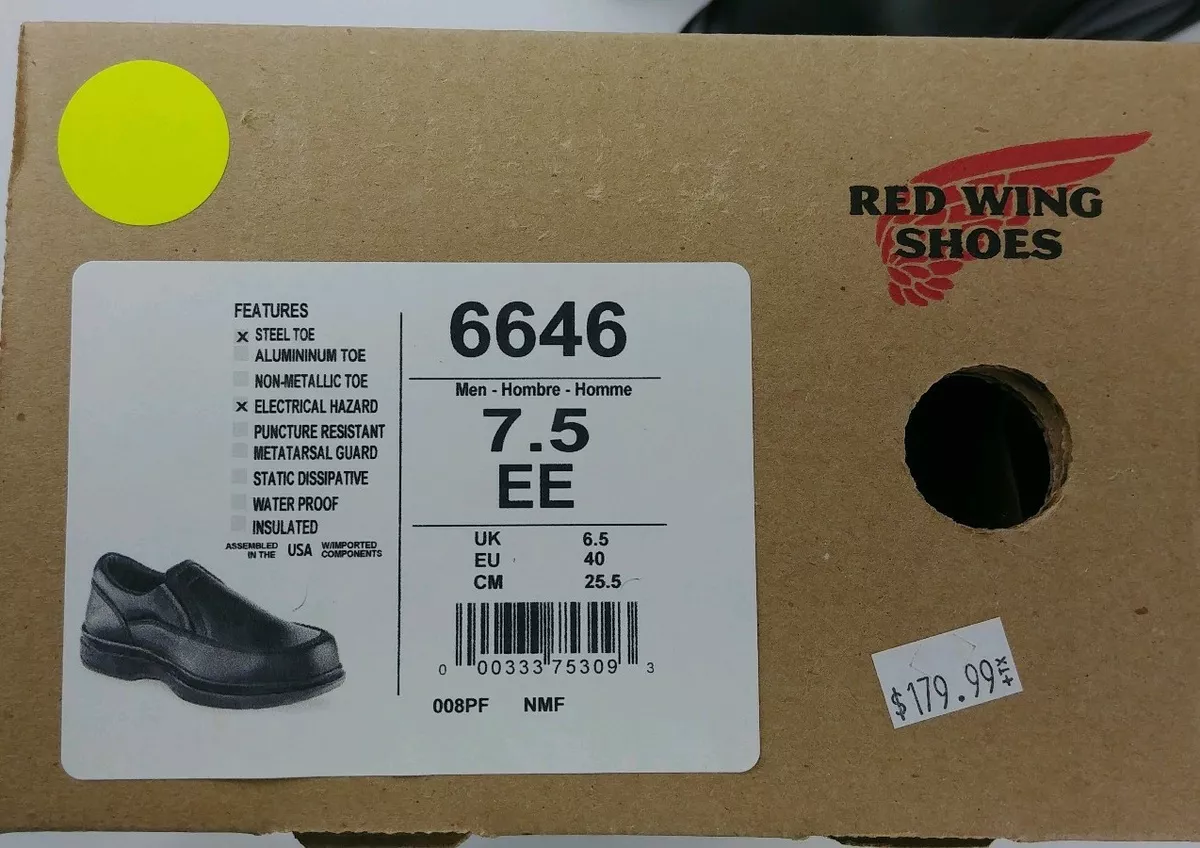 RED WING
SHOES
FEATURES
X STEEL TOE
ALUMININUM TOE
NON-METALLIC TOE
X ELECTRICAL HAZARD
PUNCTURE RESISTANT
METATARSAL GUARD
STATIC DISSIPATIVE
WATER PROOF
INSULATED
ASSEMBLED IN THE USA W/IMPORTED COMPONENTS
6646
Men - Hombre - Homme
7.5
EE
UK 6.5
EU 40
CM 25.5
0 00333 75309 3
008PF NMF
$179.99+TX